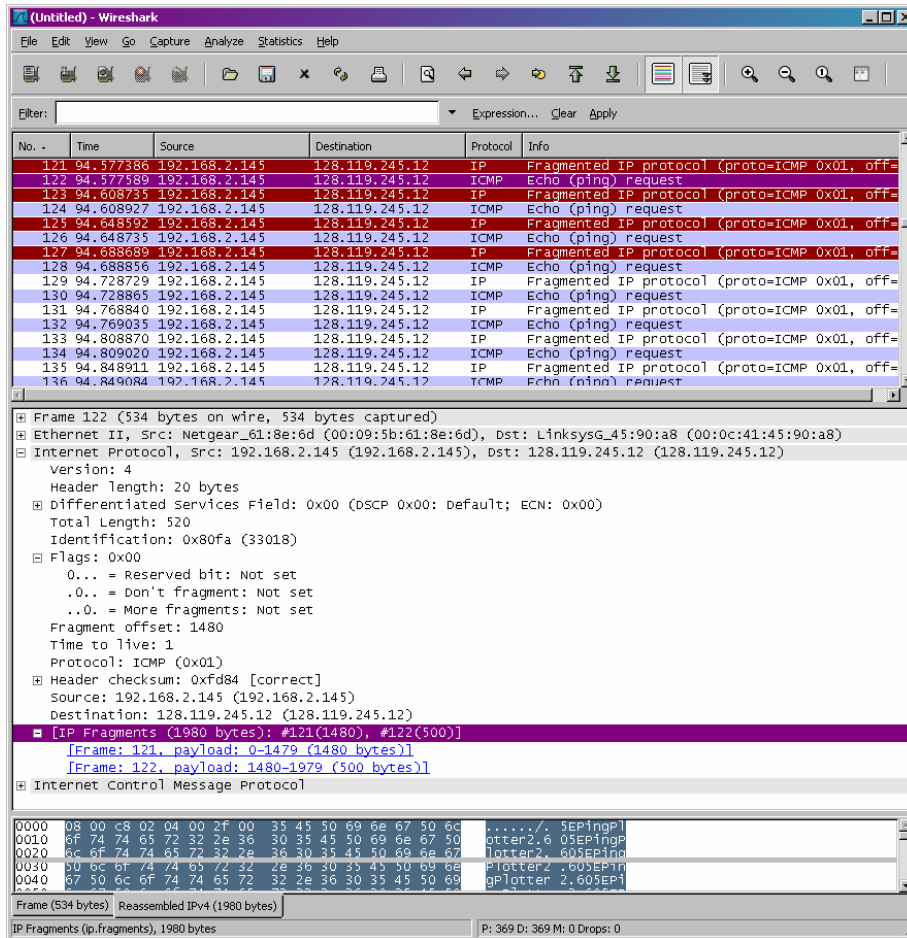 (Untitled) - Wireshark
File Edit View Go Capture Analyze Statistics Help
Filter: Expression... Clear Apply
No. - Time Source Destination Protocol Info
121 94.577386 192.168.2.145 128.119.245.12 IP Fragmented IP protocol (proto=ICMP 0x01, off=
122 94.577589 192.168.2.145 128.119.245.12 ICMP Echo (ping) request
123 94.608735 192.168.2.145 128.119.245.12 IP Fragmented IP protocol (proto=ICMP 0x01, off=
124 94.608927 192.168.2.145 128.119.245.12 ICMP Echo (ping) request
125 94.648592 192.168.2.145 128.119.245.12 IP Fragmented IP protocol (proto=ICMP 0x01, off=
126 94.648735 192.168.2.145 128.119.245.12 ICMP Echo (ping) request
127 94.688689 192.168.2.145 128.119.245.12 IP Fragmented IP protocol (proto=ICMP 0x01, off=
128 94.688856 192.168.2.145 128.119.245.12 ICMP Echo (ping) request
129 94.728729 192.168.2.145 128.119.245.12 IP Fragmented IP protocol (proto=ICMP 0x01, off=
130 94.728865 192.168.2.145 128.119.245.12 ICMP Echo (ping) request
131 94.768840 192.168.2.145 128.119.245.12 IP Fragmented IP protocol (proto=ICMP 0x01, off=
132 94.769035 192.168.2.145 128.119.245.12 ICMP Echo (ping) request
133 94.808870 192.168.2.145 128.119.245.12 IP Fragmented IP protocol (proto=ICMP 0x01, off=
134 94.809020 192.168.2.145 128.119.245.12 ICMP Echo (ping) request
135 94.848911 192.168.2.145 128.119.245.12 IP Fragmented IP protocol (proto=ICMP 0x01, off=
136 94.849084 192.168.2.145 128.119.245.12 ICMP Echo (ping) request
Frame 122 (534 bytes on wire, 534 bytes captured)
Ethernet II, Src: Netgear_61:8e:6d (00:09:5b:61:8e:6d), Dst: LinksysG_45:90:a8 (00:0c:41:45:90:a8)
Internet Protocol, Src: 192.168.2.145 (192.168.2.145), Dst: 128.119.245.12 (128.119.245.12)
Version: 4
Header length: 20 bytes
Differentiated Services Field: 0x00 (DSCP 0x00: Default; ECN: 0x00)
Total Length: 520
Identification: 0x80fa (33018)
Flags: 0x00
0... = Reserved bit: Not set
.0.. = Don't fragment: Not set
..0. = More fragments: Not set
Fragment offset: 1480
Time to live: 1
Protocol: ICMP (0x01)
Header checksum: 0xfd84 [correct]
Source: 192.168.2.145 (192.168.2.145)
Destination: 128.119.245.12 (128.119.245.12)
[IP Fragments (1980 bytes): #121(1480), #122(500)]
[Frame: 121, payload: 0-1479 (1480 bytes)]
[Frame: 122, payload: 1480-1979 (500 bytes)]
Internet Control Message Protocol
0000 08 00 c8 02 04 00 2f 00 35 45 50 69 6e 67 50 6c ....../. 5EPingPl
0010 6f 74 74 65 72 32 2e 36 30 35 45 50 69 6e 67 50 otter2.6 05EPingP
0020 6c 6f 74 74 65 72 32 2e 36 30 35 45 50 69 6e 67 lotter2. 605EPing
0030 50 6c 6f 74 74 65 72 32 2e 36 30 35 45 50 69 6e Plotter2 .605EPin
0040 67 50 6c 6f 74 74 65 72 32 2e 36 30 35 45 50 69 gPlotter 2.605EPi
Frame (534 bytes) Reassembled IPv4 (1980 bytes)
IP Fragments (ip.fragments), 1980 bytes P: 369 D: 369 M: 0 Drops: 0